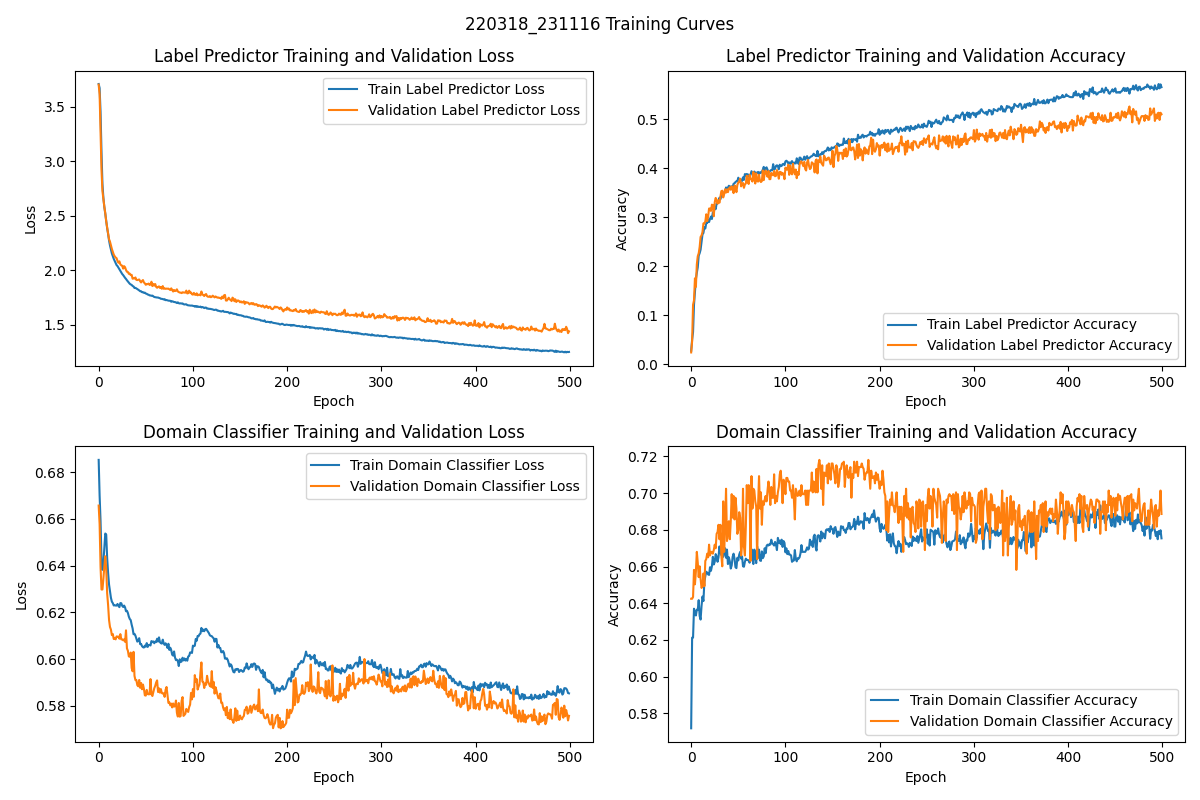 220318_231116 Training Curves
Label Predictor Training and Validation Loss
Train Label Predictor Loss
Validation Label Predictor Loss
3.5
3.0
2.5
2.0
1.5
Loss
0 100 200 300 400 500
Epoch
Label Predictor Training and Validation Accuracy
Train Label Predictor Accuracy
Validation Label Predictor Accuracy
0.5
0.4
0.3
0.2
0.1
0.0
Accuracy
0 100 200 300 400 500
Epoch
Domain Classifier Training and Validation Loss
Train Domain Classifier Loss
Validation Domain Classifier Loss
0.68
0.66
0.64
0.62
0.60
0.58
Loss
0 100 200 300 400 500
Epoch
Domain Classifier Training and Validation Accuracy
Train Domain Classifier Accuracy
Validation Domain Classifier Accuracy
0.72
0.70
0.68
0.66
0.64
0.62
0.60
0.58
Accuracy
0 100 200 300 400 500
Epoch